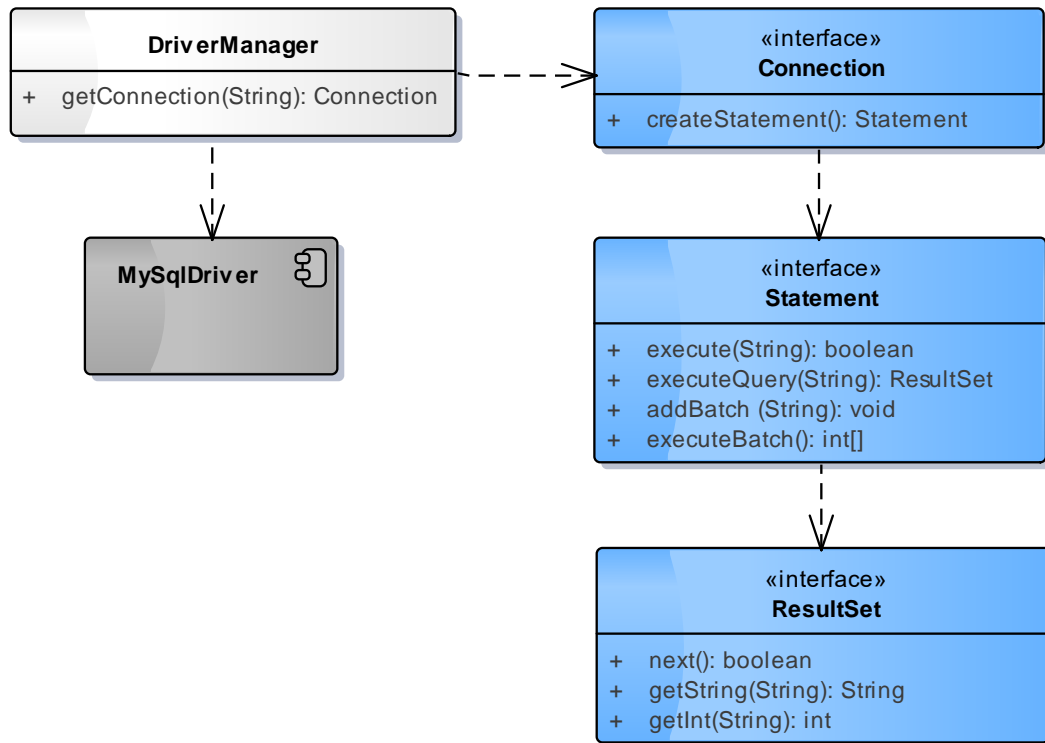 DriverManager
+ getConnection(String): Connection
«interface»
Connection
+ createStatement(): Statement
MySqlDriver
«interface»
Statement
+ execute(String): boolean
+ executeQuery(String): ResultSet
+ addBatch (String): void
+ executeBatch(): int[]
«interface»
ResultSet
+ next(): boolean
+ getString(String): String
+ getInt(String): int